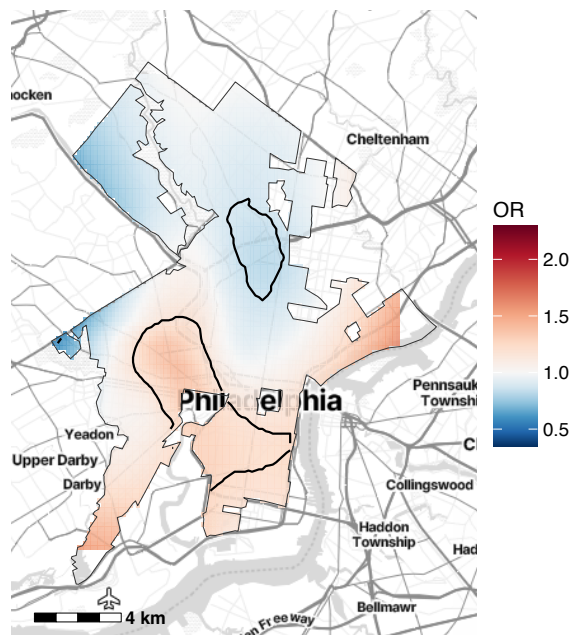 ocken
Cheltenham
OR
2.0
1.5
1.0
0.5
Philadelphia
Pennsauk
Townshi
Yeadon
Upper Darby
Darby
C
Collingswood
Haddon
Township
Had
4 km
en Freeway
Bellmawr